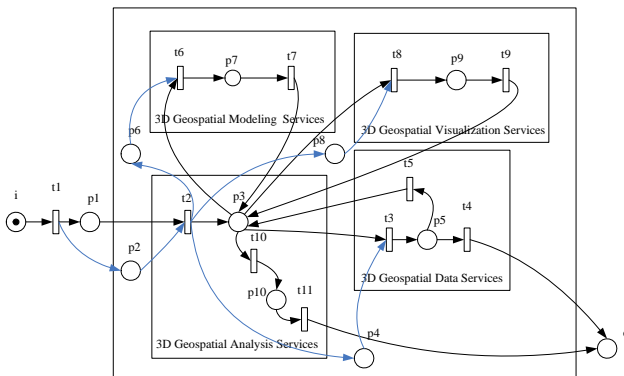 t6
p7
t7
t8
p9
t9
3D Geospatial Modeling Services
p6
p8
3D Geospatial Visualization Services
t5
i
t1
p1
t2
p3
t3
p5
t4
t10
p2
3D Geospatial Data Services
p10
t11
3D Geospatial Analysis Services
p4